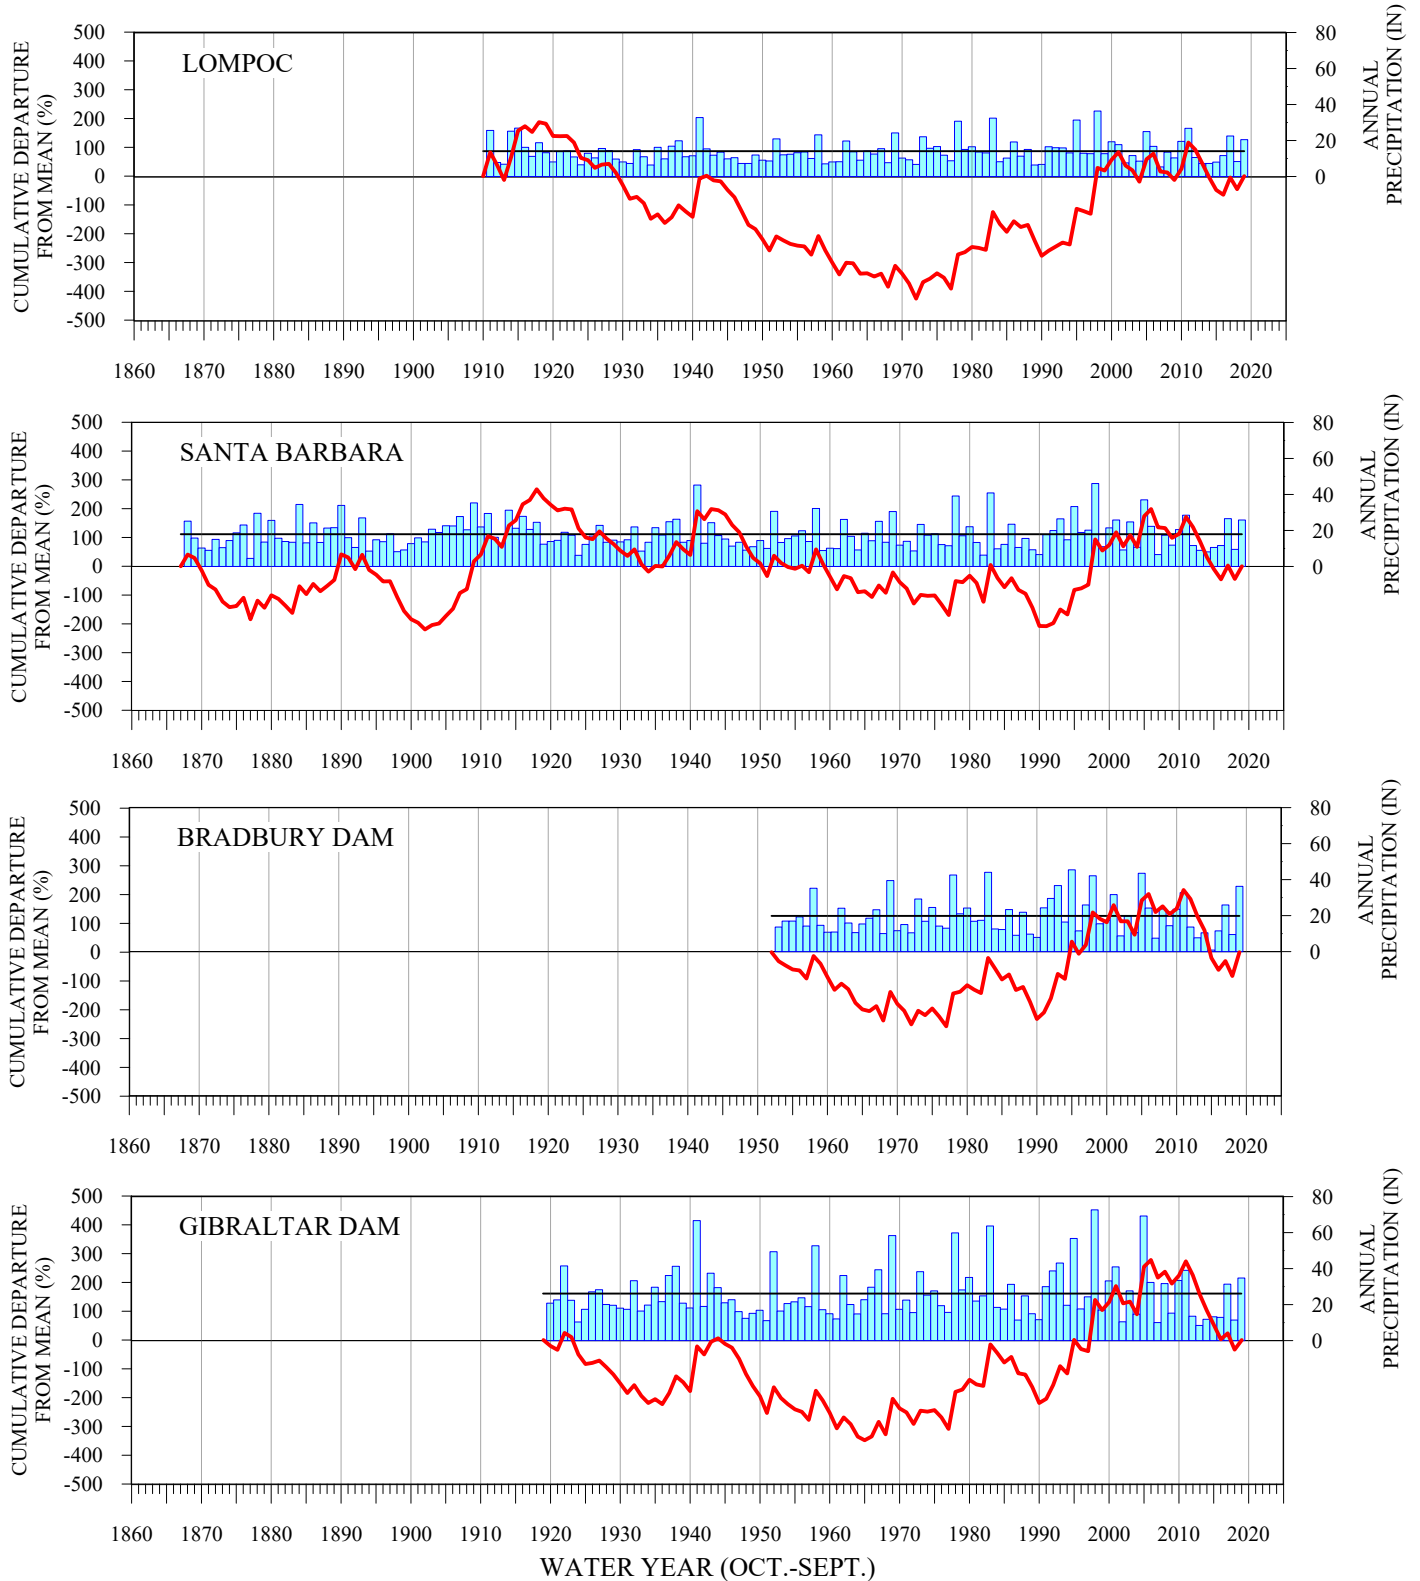 CUMULATIVE DEPARTURE
FROM MEAN (%)
500
400
300
200
100
0
-100
-200
-300
-400
-500
LOMPOC
80
60
40
20
0
ANNUAL
PRECIPITATION (IN)
1860 1870 1880 1890 1900 1910 1920 1930 1940 1950 1960 1970 1980 1990 2000 2010 2020
CUMULATIVE DEPARTURE
FROM MEAN (%)
500
400
300
200
100
0
-100
-200
-300
-400
-500
SANTA BARBARA
80
60
40
20
0
ANNUAL
PRECIPITATION (IN)
1860 1870 1880 1890 1900 1910 1920 1930 1940 1950 1960 1970 1980 1990 2000 2010 2020
CUMULATIVE DEPARTURE
FROM MEAN (%)
500
400
300
200
100
0
-100
-200
-300
-400
-500
BRADBURY DAM
80
60
40
20
0
ANNUAL
PRECIPITATION (IN)
1860 1870 1880 1890 1900 1910 1920 1930 1940 1950 1960 1970 1980 1990 2000 2010 2020
CUMULATIVE DEPARTURE
FROM MEAN (%)
500
400
300
200
100
0
-100
-200
-300
-400
-500
GIBRALTAR DAM
80
60
40
20
0
ANNUAL
PRECIPITATION (IN)
1860 1870 1880 1890 1900 1910 1920 1930 1940 1950 1960 1970 1980 1990 2000 2010 2020
WATER YEAR (OCT.-SEPT.)